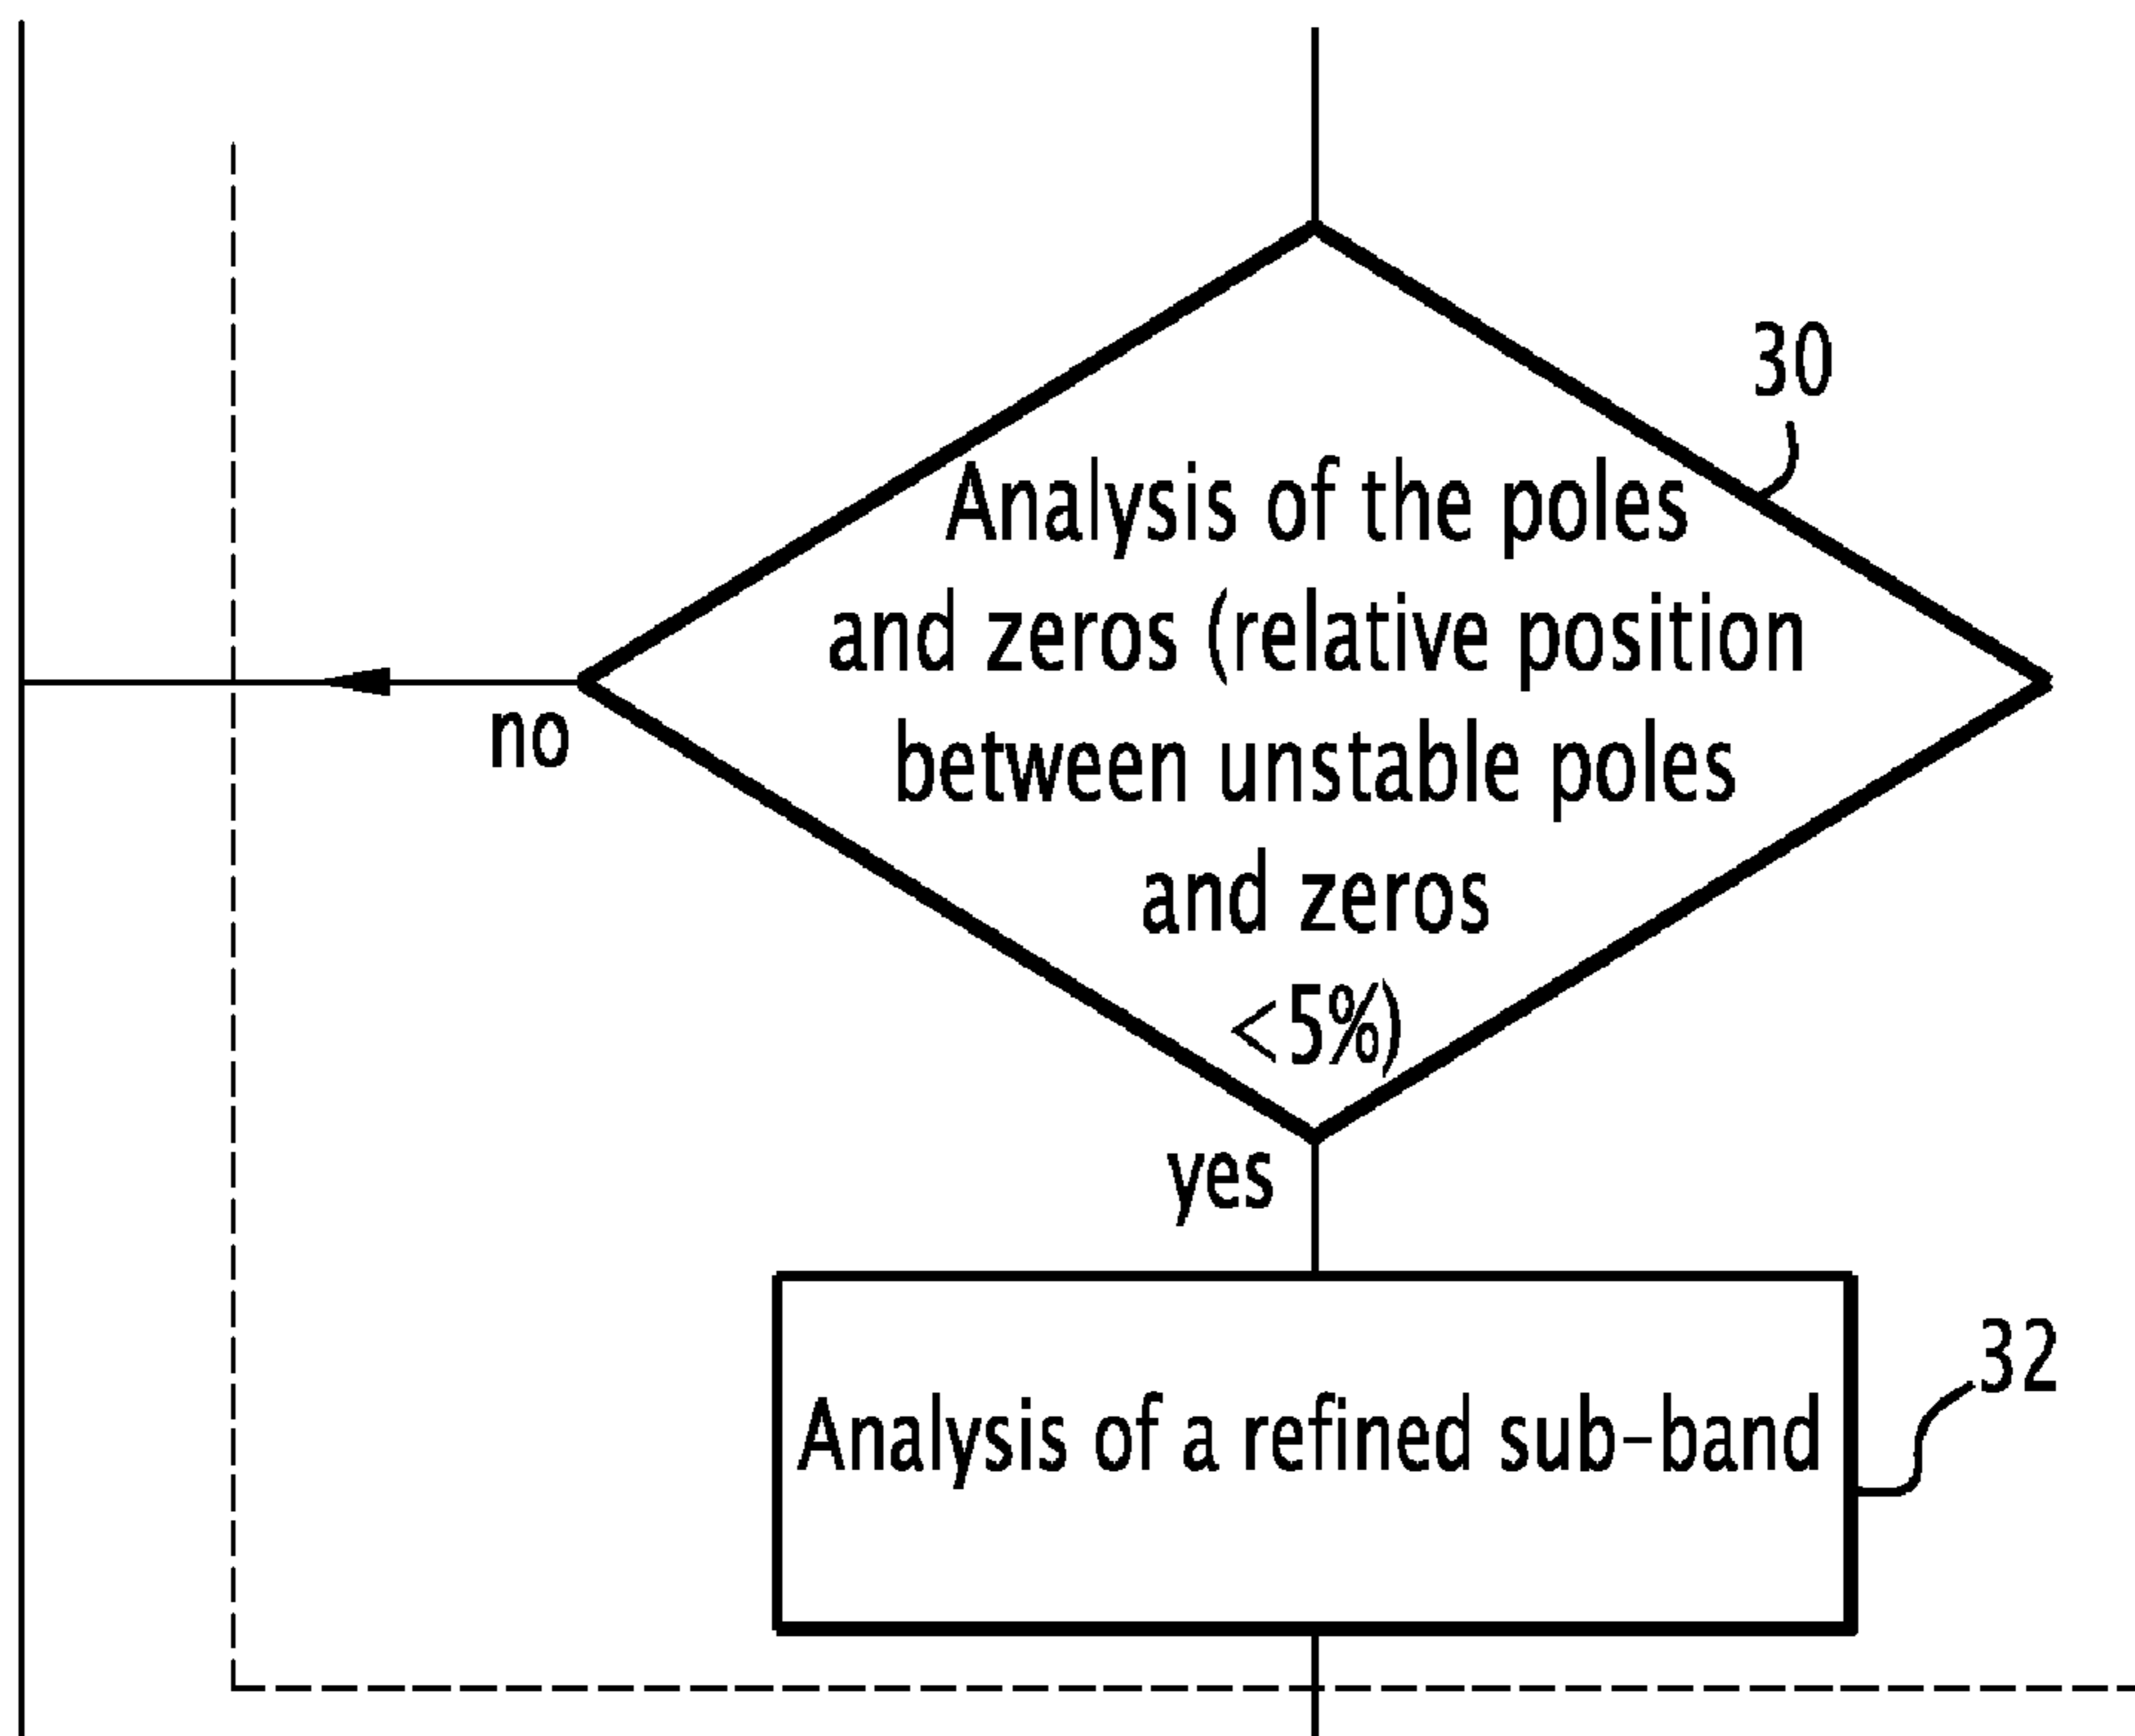 30
Analysis of the poles
and zeros (relative position
between unstable poles
and zeros
<5%)
no
yes
32
Analysis of a refined sub-band